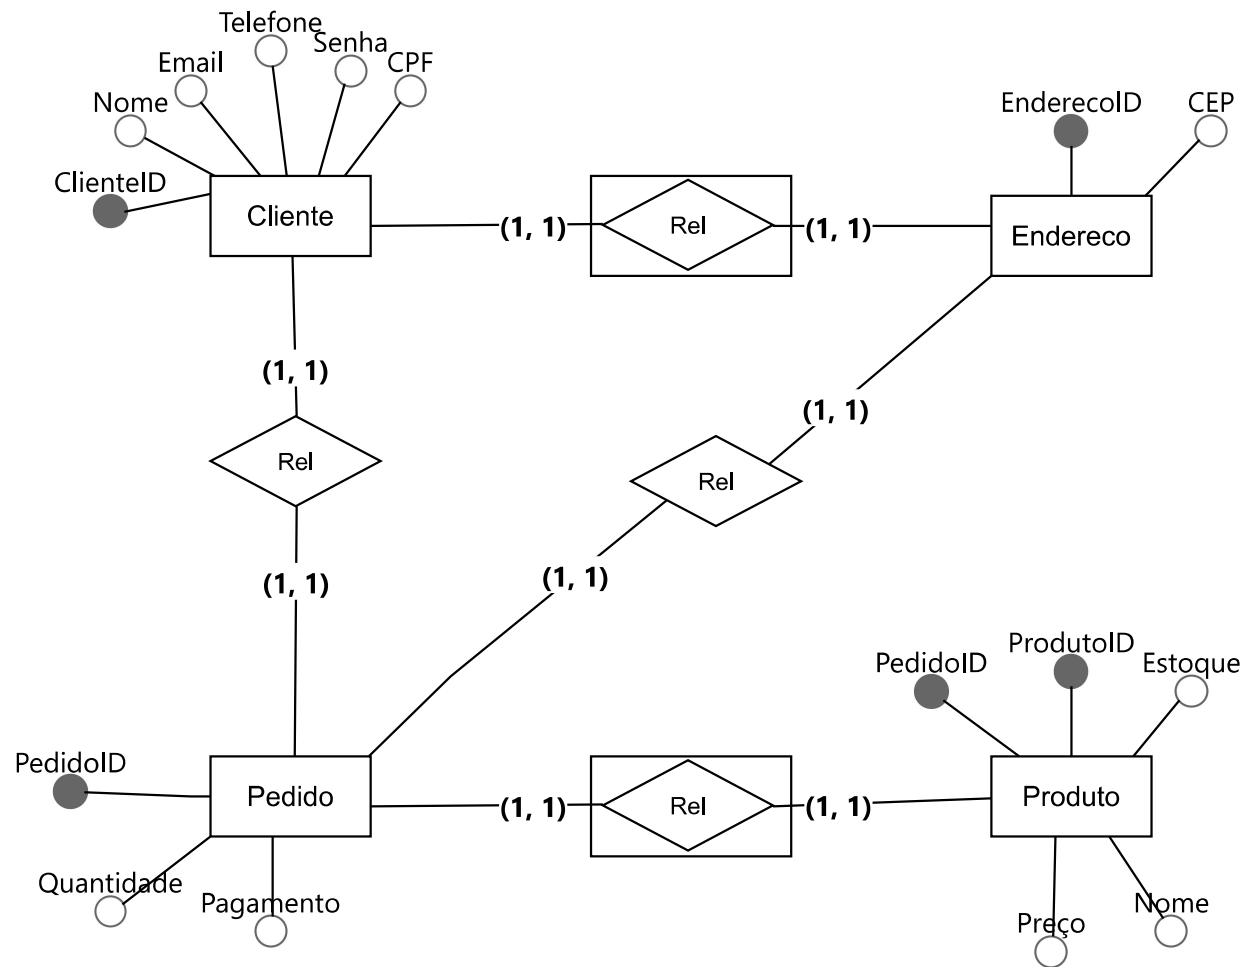 Telefone
Senha
Email
CPF
Nome
EnderecoID
CEP
ClienteID
Cliente
(1, 1)
Rel
(1, 1)
Endereco
(1, 1)
(1, 1)
Rel
Rel
(1, 1)
(1, 1)
ProdutoID
PedidoID
Estoque
PedidoID
Pedido
(1, 1)
Rel
(1, 1)
Produto
Quantidade
Pagamento
Preço
Nome